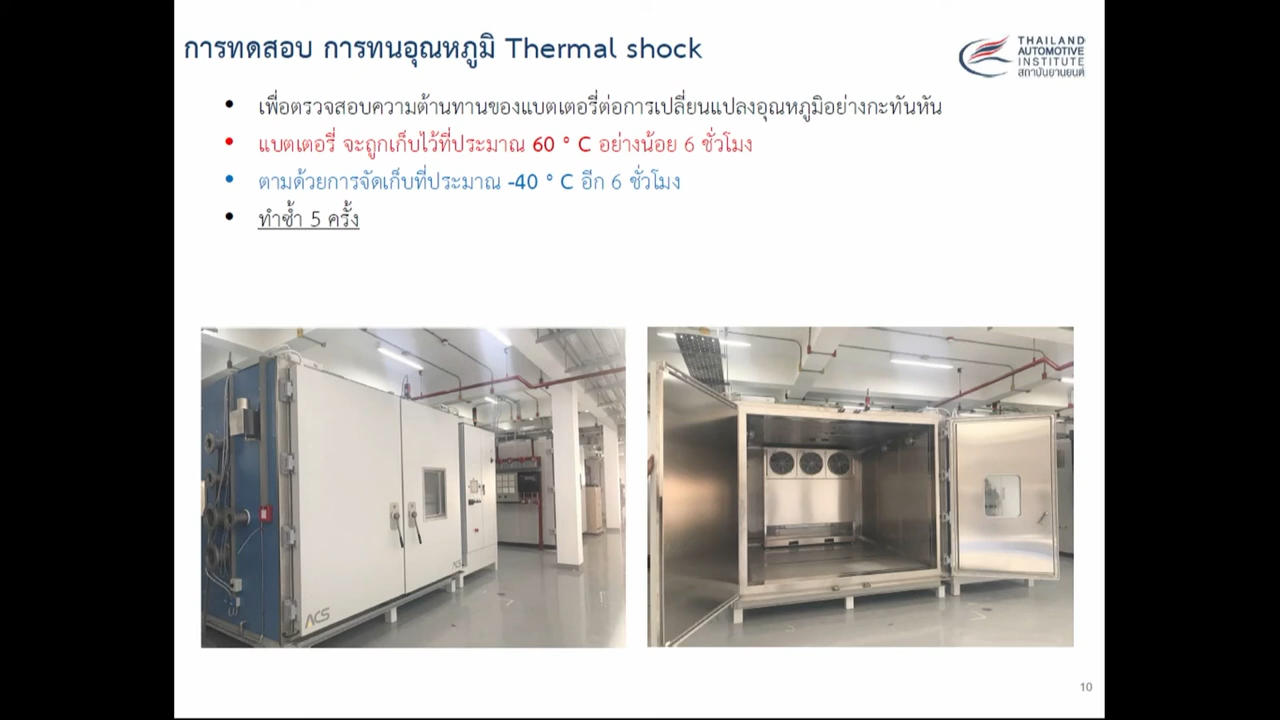 การทดสอบ การทนอุณหภูมิ Thermal shock
THAILAND
AUTOMOTIVE
INSTITUTE
สถาบันยานยนต์
• เพื่อตรวจสอบความต้านทานของแบตเตอรี่ต่อการเปลี่ยนแปลงอุณหภูมิอย่างกะทันหัน
• แบตเตอรี่ จะถูกเก็บไว้ที่ประมาณ 60 ° C อย่างน้อย 6 ชั่วโมง
• ตามด้วยการจัดเก็บที่ประมาณ -40 ° C อีก 6 ชั่วโมง
• ทำซ้ำ 5 ครั้ง
ACS
ACS
10